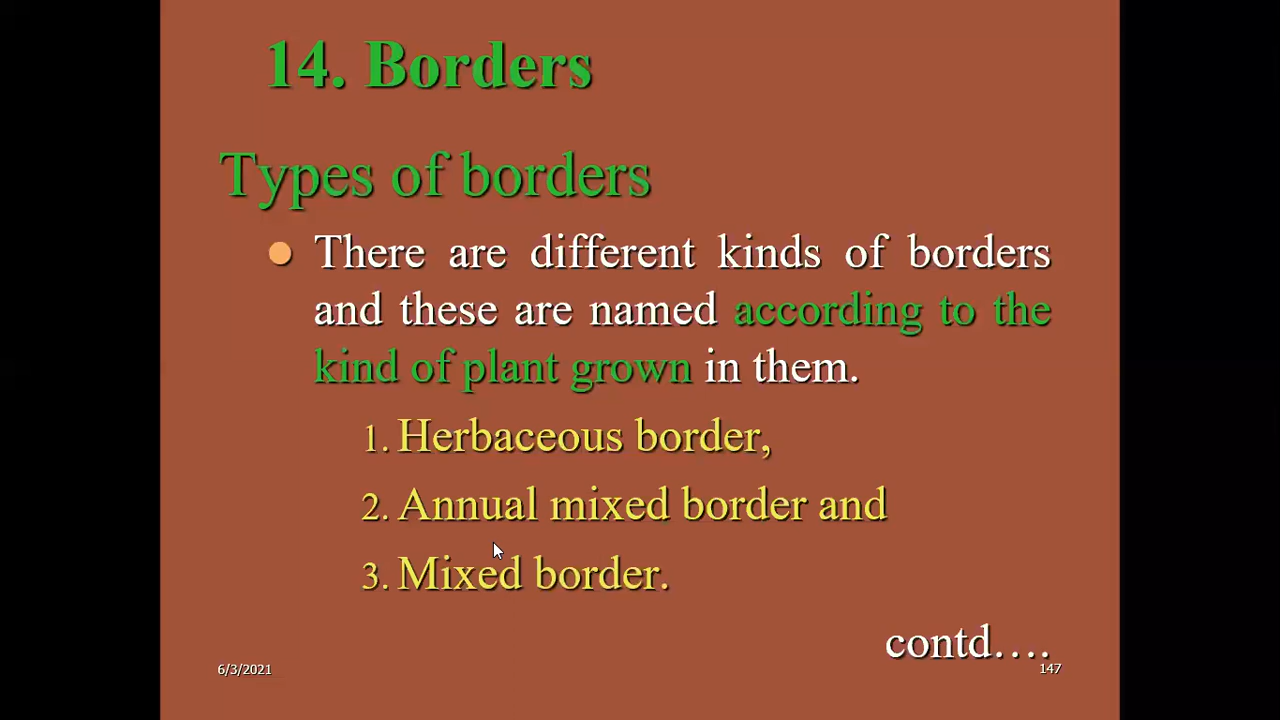 14. Borders
Types of borders
There are different kinds of borders
and these are named according to the
kind of plant grown in them.
1. Herbaceous border,
2. Annual mixed border and
3. Mixed border.
contd….
6/3/2021
147